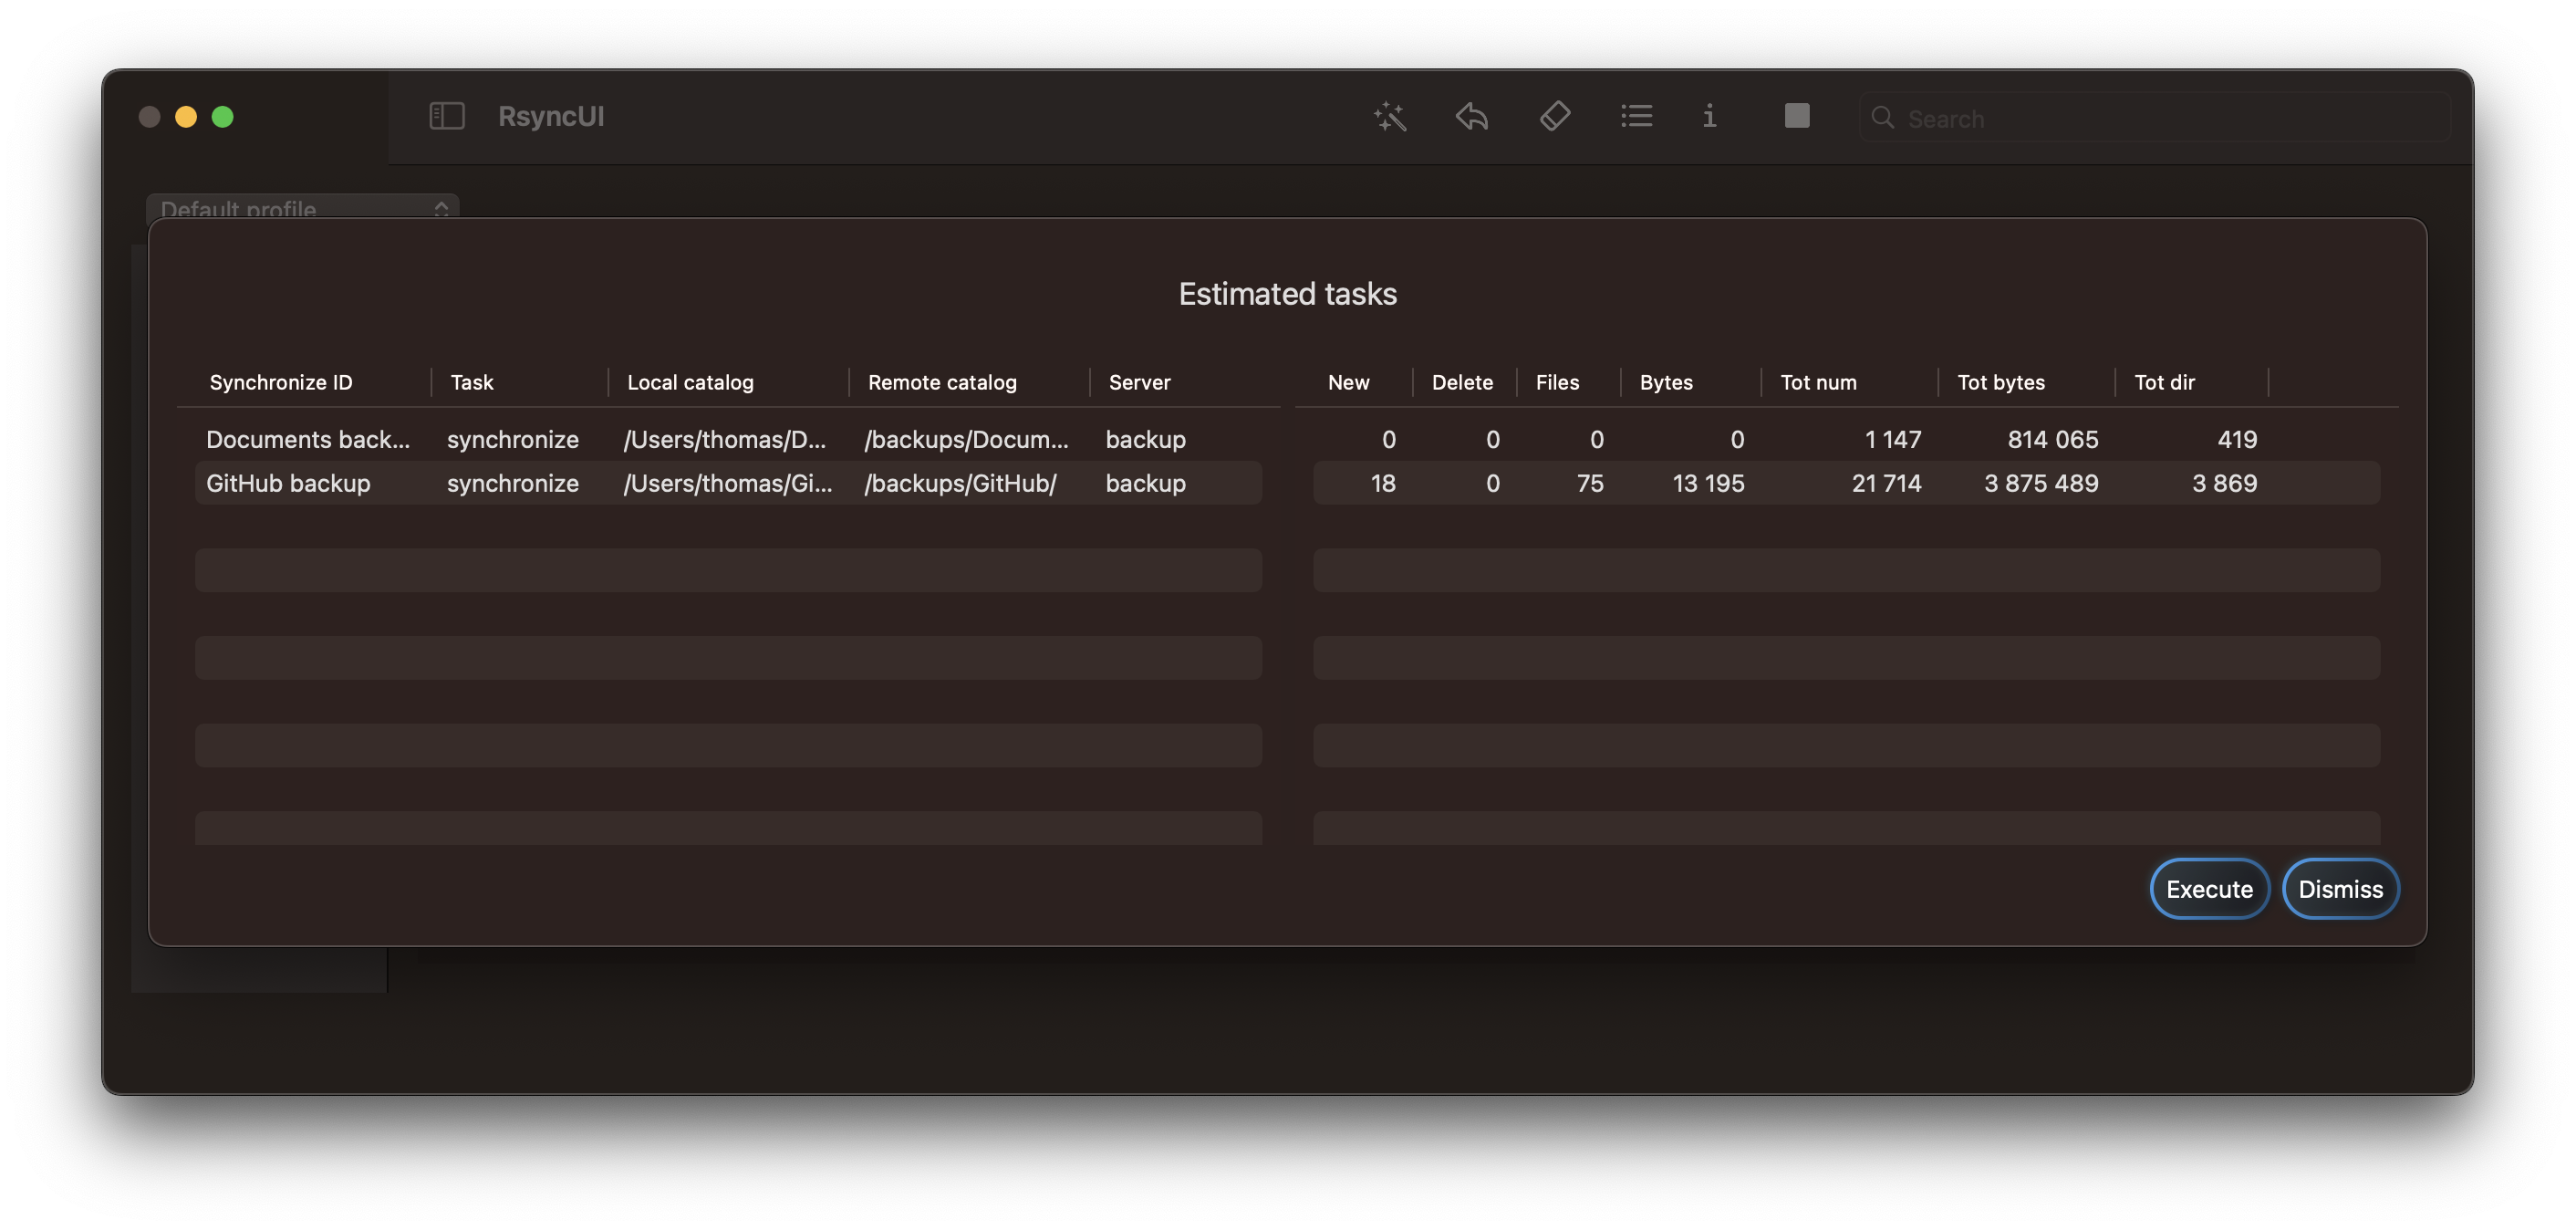 RsyncUI
Search
Default profile
Estimated tasks
Synchronize ID Task Local catalog Remote catalog Server New Delete Files Bytes Tot num Tot bytes Tot dir
Documents back... synchronize /Users/thomas/D... /backups/Docum... backup 0 0 0 0 1 147 814 065 419
GitHub backup synchronize /Users/thomas/Gi... /backups/GitHub/ backup 18 0 75 13 195 21 714 3 875 489 3 869
Execute Dismiss